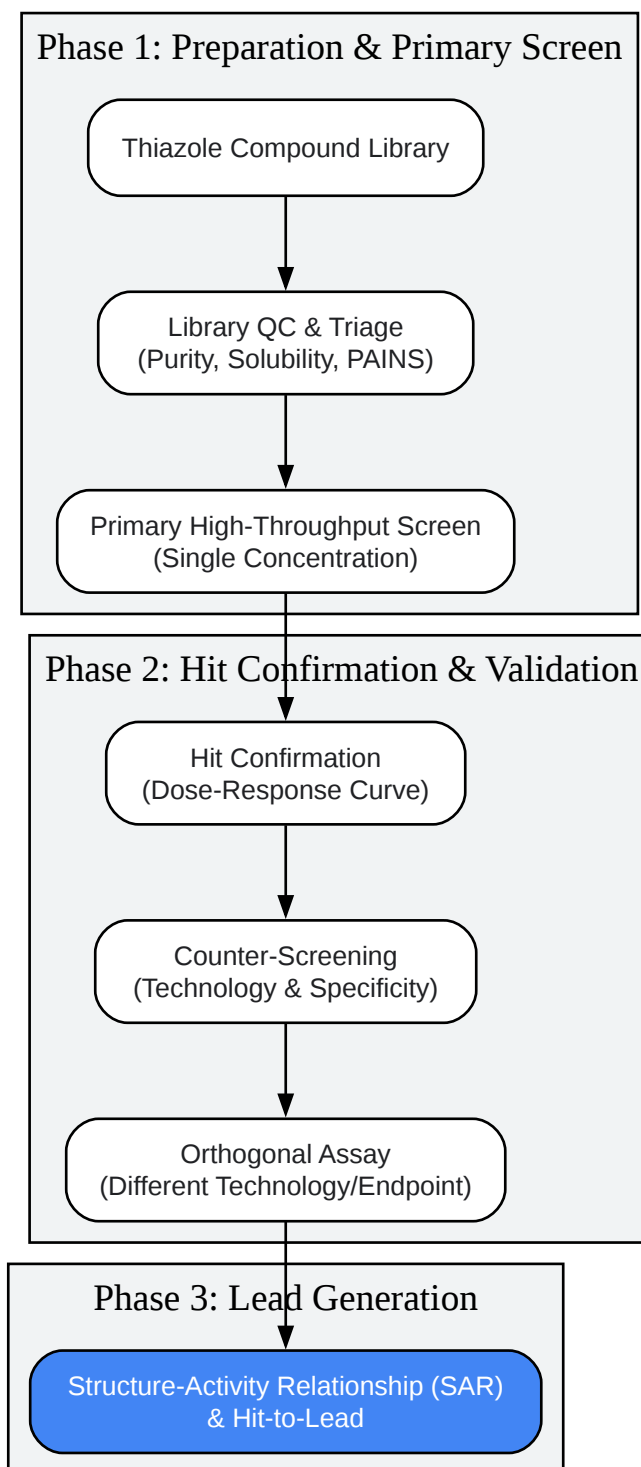 Phase 1: Preparation & Primary Screen
Thiazole Compound Library
Library QC & Triage
(Purity, Solubility, PAINS)
Primary High-Throughput Screen
(Single Concentration)
Phase 2: Hit Confirmation & Validation
Hit Confirmation
(Dose-Response Curve)
Counter-Screening
(Technology & Specificity)
Orthogonal Assay
(Different Technology/Endpoint)
Phase 3: Lead Generation
Structure-Activity Relationship (SAR)
& Hit-to-Lead